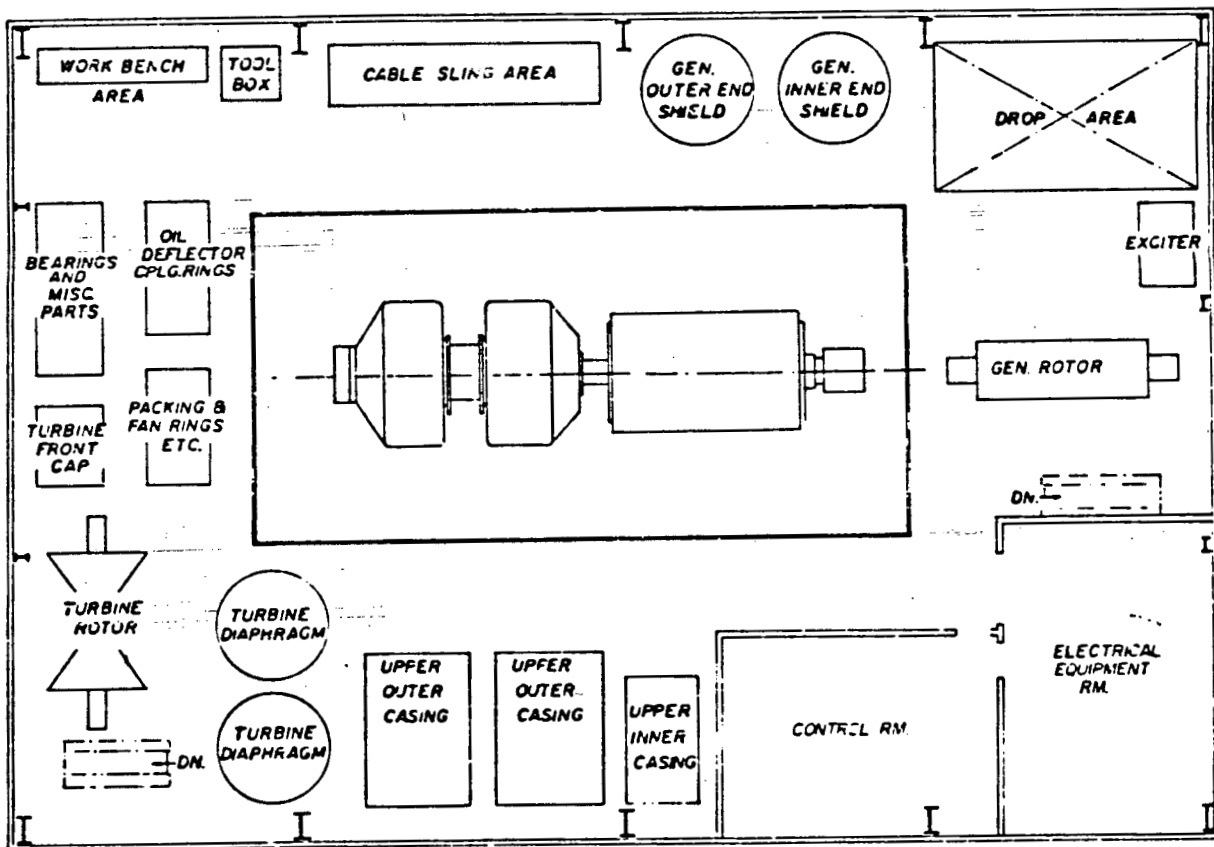 WORK BENCH
AREA
TOOL
BOX
CABLE SLING AREA
GEN.
OUTER END
SHIELD
GEN.
INNER END
SHIELD
DROP AREA
BEARINGS
AND
MISC.
PARTS
OIL
DEFLECTOR
CPLG. RINGS
EXCITER
TURBINE
FRONT
CAP
PACKING &
FAN RINGS
ETC.
GEN. ROTOR
DN.
TURBINE
ROTOR
TURBINE
DIAPHRAGM
TURBINE
DIAPHRAGM
DN.
UPPER
OUTER
CASING
UPPER
OUTER
CASING
UPPER
INNER
CASING
CONTROL RM.
ELECTRICAL
EQUIPMENT
RM.